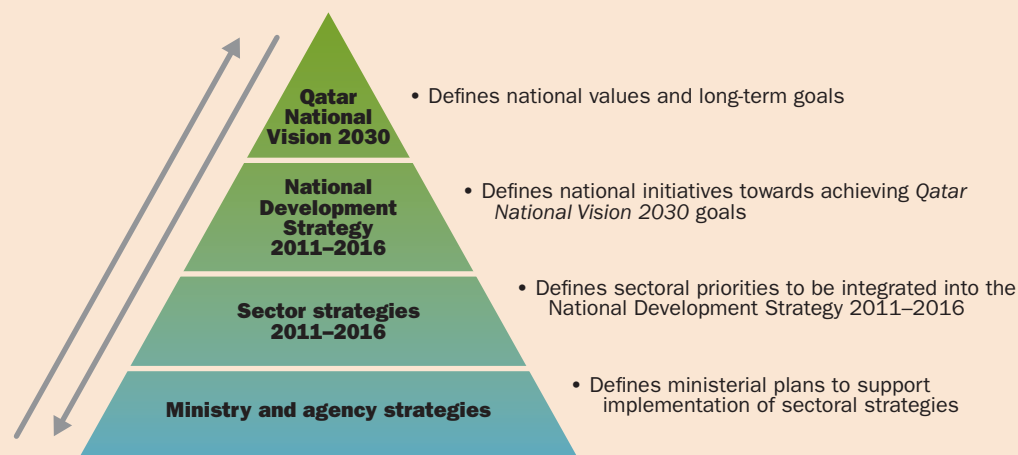 Qatar
National
Vision 2030
• Defines national values and long-term goals
National
Development
Strategy
2011–2016
• Defines national initiatives towards achieving Qatar
National Vision 2030 goals
Sector strategies
2011–2016
• Defines sectoral priorities to be integrated into the
National Development Strategy 2011–2016
Ministry and agency strategies
• Defines ministerial plans to support
implementation of sectoral strategies